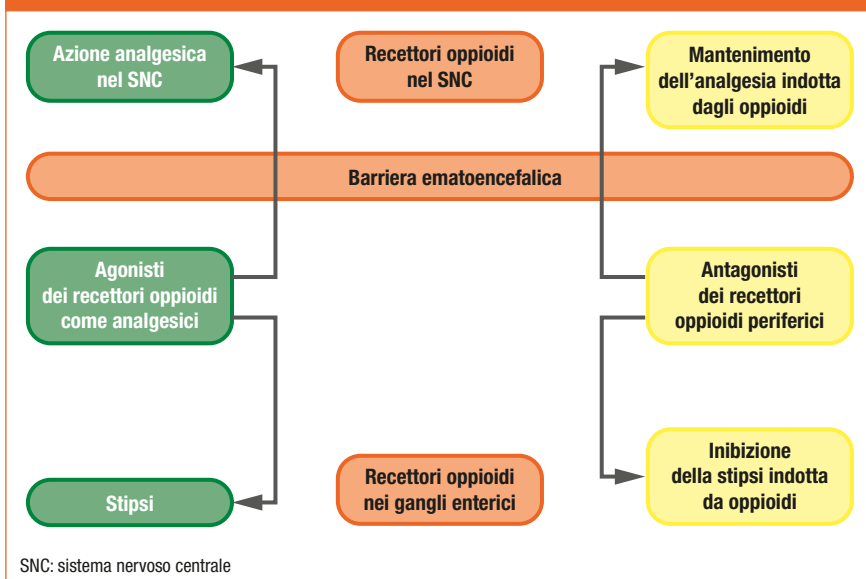 Azione analgesica
nel SNC
Recettori oppioidi
nel SNC
Mantenimento
dell'analgesia indotta
dagli oppioidi
Barriera ematoencefalica
Agonisti
dei recettori oppioidi
come analgesici
Antagonisti
dei recettori
oppioidi periferici
Stipsi
Recettori oppioidi
nei gangli enterici
Inibizione
della stipsi indotta
da oppioidi
SNC: sistema nervoso centrale